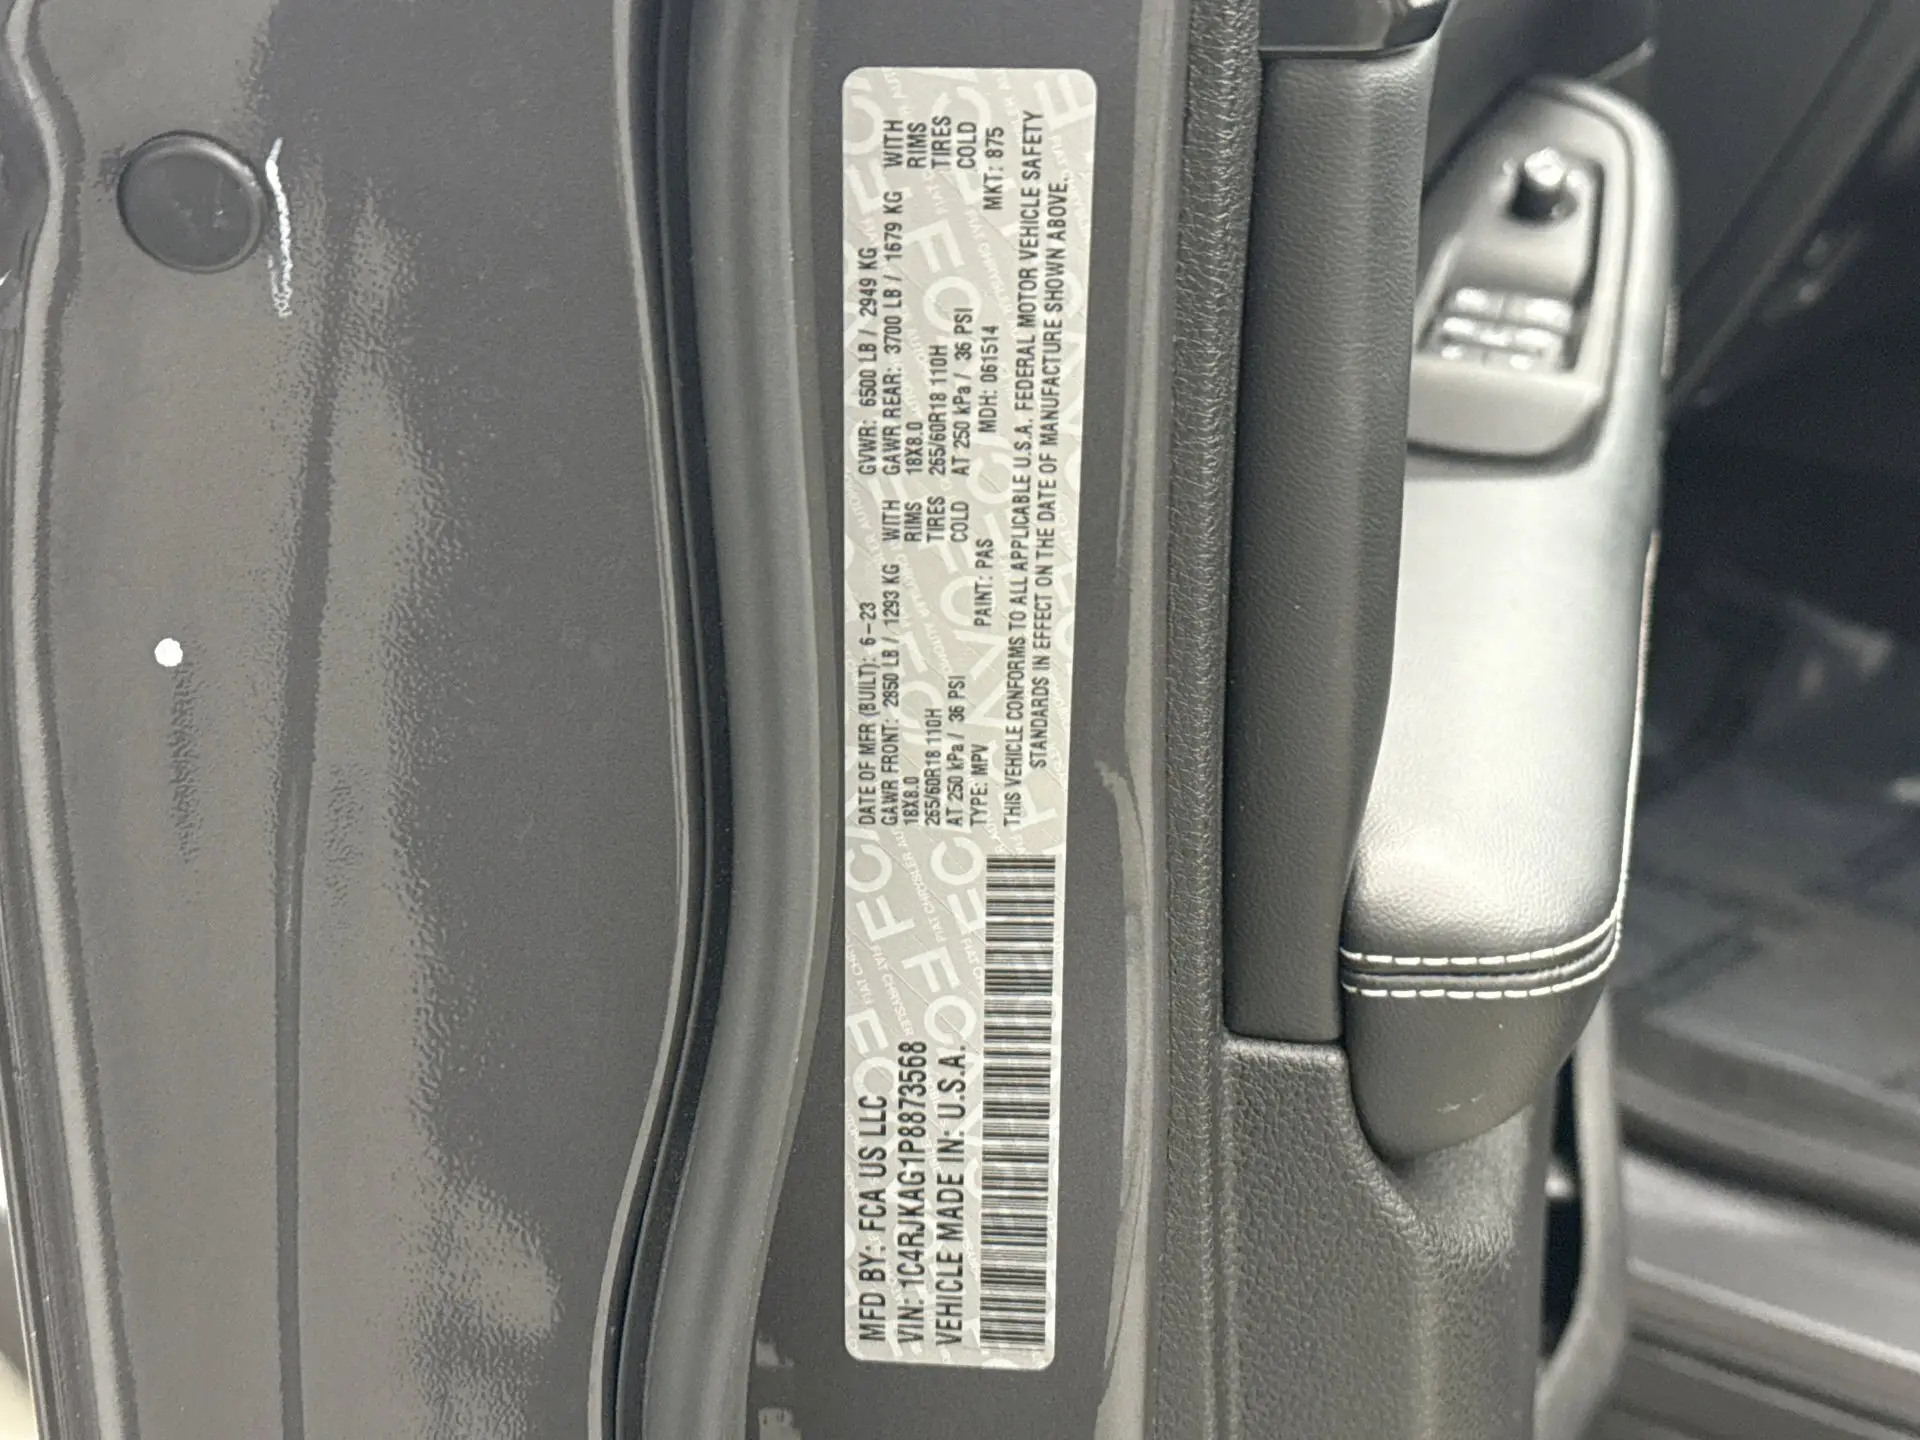 MFD BY: FCA US LLC
VIN: 1C4RJKAG1P8873568
VEHICLE MADE IN: U.S.A.
DATE OF MFR (BUILT): 6-23 GVWR: 6500 LB / 2949 KG
GAWR FRONT: 2850 LB / 1293 KG WITH GAWR REAR: 3700 LB / 1679 KG WITH
18X8.0 RIMS 18X8.0 RIMS
265/60R18 110H TIRES 265/60R18 110H TIRES
AT 250 kPa / 36 PSI COLD AT 250 kPa / 36 PSI COLD
TYPE: MPV PAINT: PAS MDH: 061514 MKT: 875
THIS VEHICLE CONFORMS TO ALL APPLICABLE U.S.A. FEDERAL MOTOR VEHICLE SAFETY
STANDARDS IN EFFECT ON THE DATE OF MANUFACTURE SHOWN ABOVE.